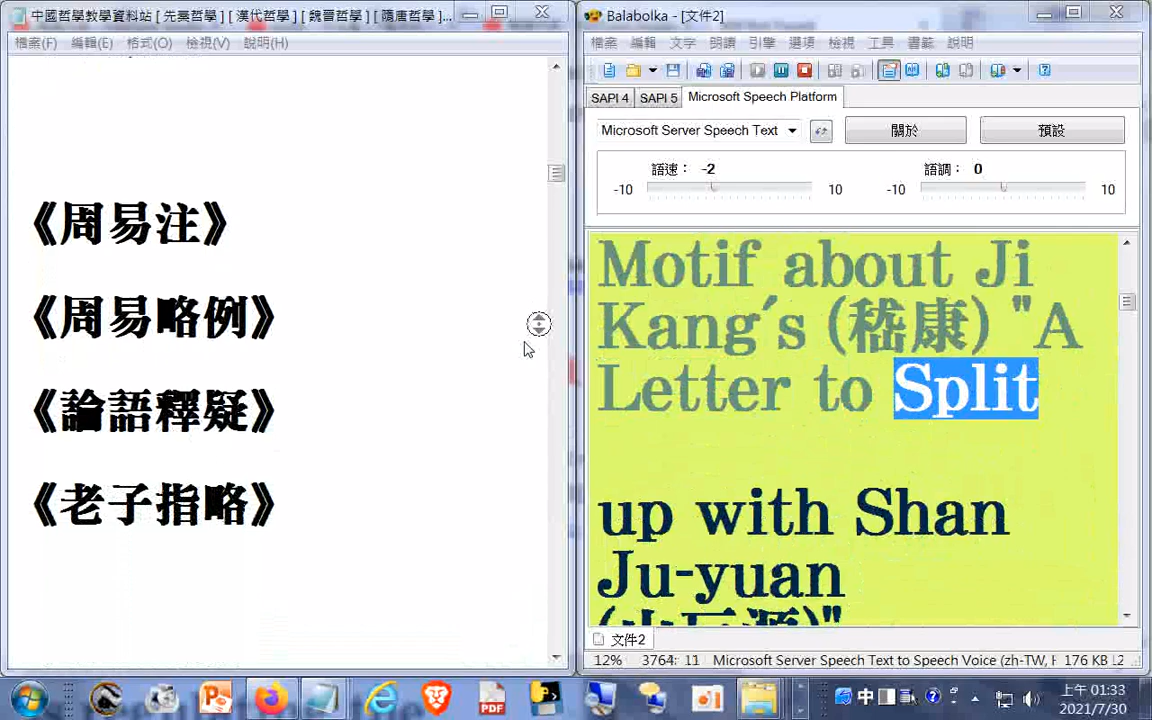 中國哲學教學資料站 [ 先秦哲學 ] [ 漢代哲學 ] [ 魏晉哲學 ] [ 隋唐哲學 ]...
檔案(F) 編輯(E) 格式(O) 檢視(V) 說明(H)
《周易注》
《周易略例》
《論語釋疑》
《老子指略》
Balabolka - [文件2]
檔案 編輯 文字 朗讀 引擎 選項 檢視 工具 書籤 說明
SAPI 4 SAPI 5 Microsoft Speech Platform
Microsoft Server Speech Text 關於 預設
語速： -2 語調： 0
-10 10 -10 10
Motif about Ji
Kang's (嵇康) "A
Letter to Split
up with Shan
Ju-yuan
文件2
12% 3764: 11 Microsoft Server Speech Text to Speech Voice (zh-TW, H 176 KB
中
上午 01:33
2021/7/30